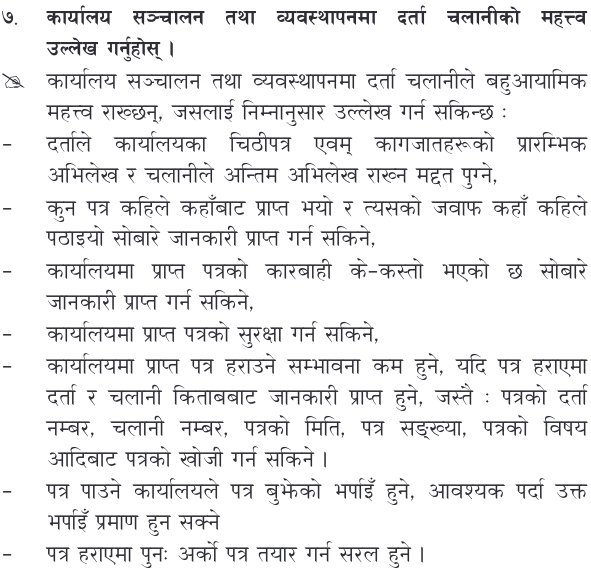 ७. कार्यालय सञ्चालन तथा व्यवस्थापनमा दर्ता चलानीको महत्त्व
उल्लेख गर्नुहोस् ।
कार्यालय सञ्चालन तथा व्यवस्थापनमा दर्ता चलानीले बहुआयामिक
महत्त्व राख्छन्, जसलाई निम्नानुसार उल्लेख गर्न सकिन्छ :
- दर्ताले कार्यालयका चिठीपत्र एवम् कागजातहरूको प्रारम्भिक
अभिलेख र चलानीले अन्तिम अभिलेख राख्न मद्दत पुग्ने,
- कुन पत्र कहिले कहाँबाट प्राप्त भयो र त्यसको जवाफ कहाँ कहिले
पठाइयो सोबारे जानकारी प्राप्त गर्न सकिने,
- कार्यालयमा प्राप्त पत्रको कारबाही के-कस्तो भएको छ सोबारे
जानकारी प्राप्त गर्न सकिने,
- कार्यालयमा प्राप्त पत्रको सुरक्षा गर्न सकिने,
- कार्यालयमा प्राप्त पत्र हराउने सम्भावना कम हुने, यदि पत्र हराएमा
दर्ता र चलानी किताबबाट जानकारी प्राप्त हुने, जस्तै : पत्रको दर्ता
नम्बर, चलानी नम्बर, पत्रको मिति, पत्र सङ्ख्या, पत्रको विषय
आदिबाट पत्रको खोजी गर्न सकिने ।
- पत्र पाउने कार्यालयले पत्र बुझेको भर्पाइँ हुने, आवश्यक पर्दा उक्त
भर्पाइँ प्रमाण हुन सक्ने
- पत्र हराएमा पुनः अर्को पत्र तयार गर्न सरल हुने ।